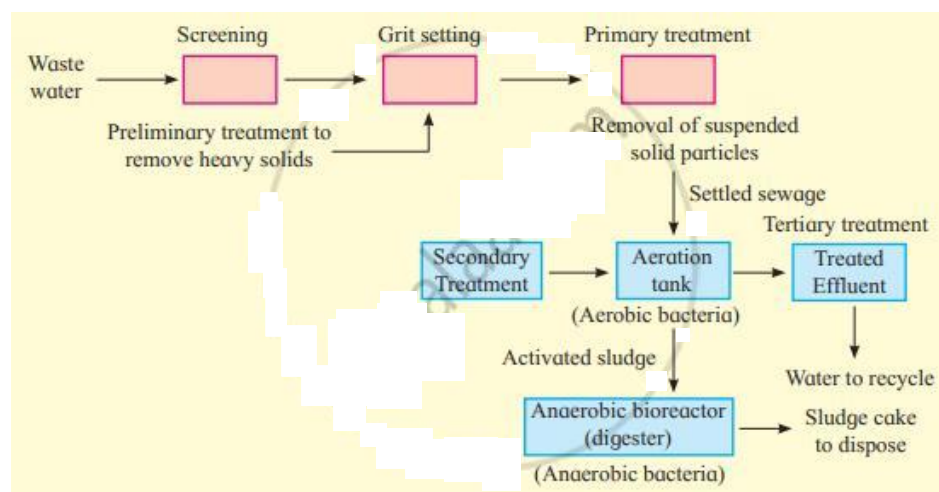 Screening
Grit setting
Primary treatment
Waste
water
Preliminary treatment to
remove heavy solids
Removal of suspended
solid particles
Settled sewage
Tertiary treatment
Secondary
Treatment
Aeration
tank
Treated
Effluent
(Aerobic bacteria)
Activated sludge
Water to recycle
Anaerobic bioreactor
(digester)
Sludge cake
to dispose
(Anaerobic bacteria)